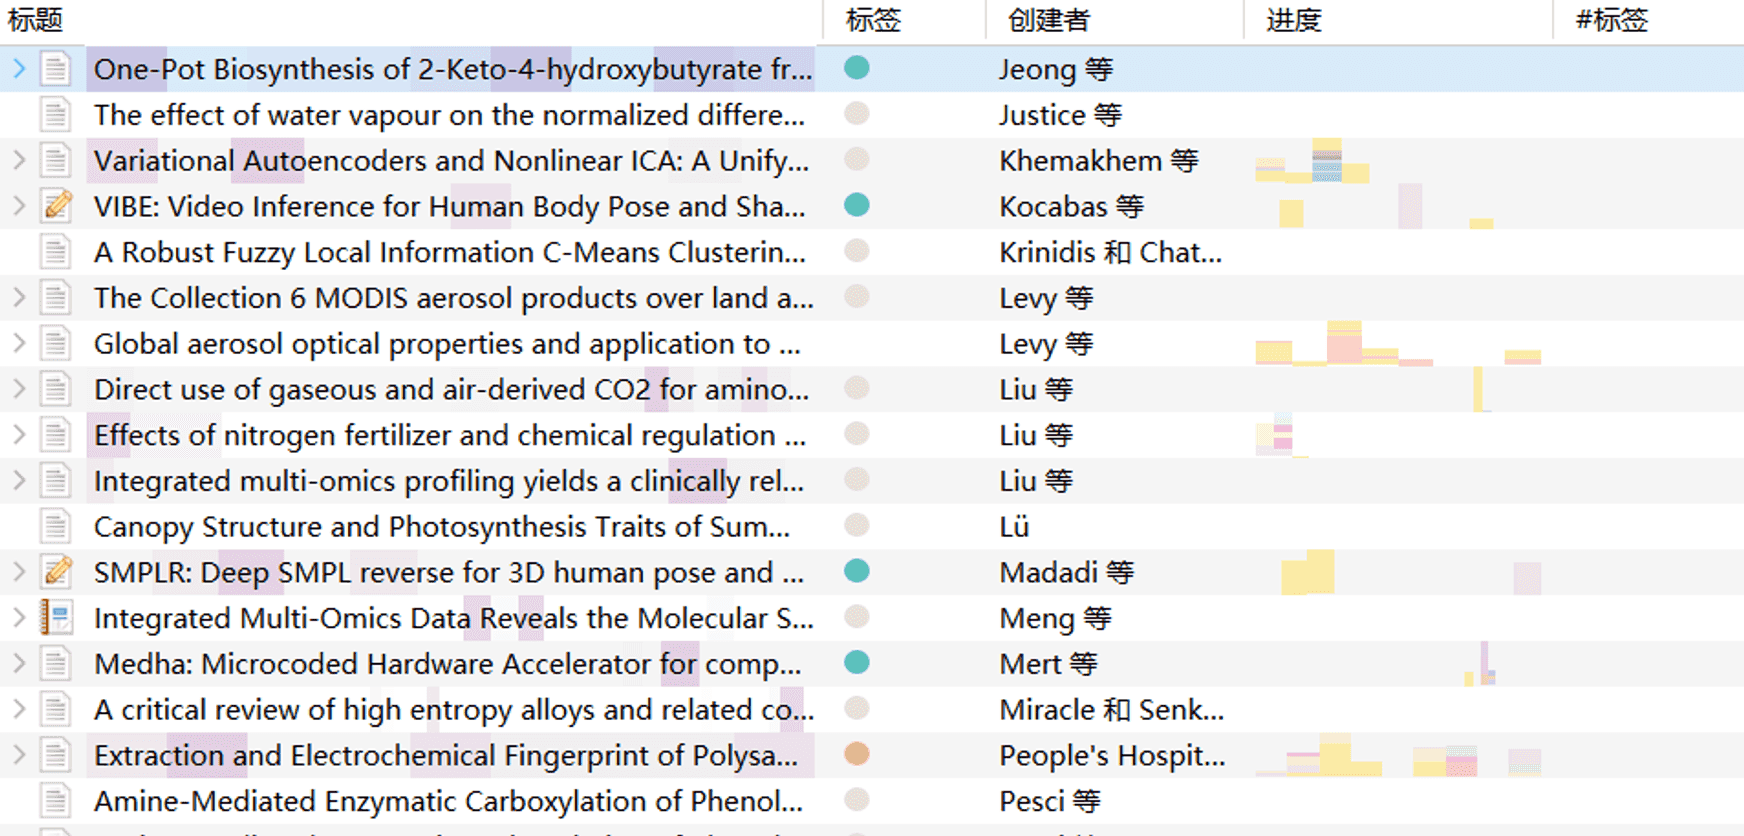 标题 标签 创建者 进度 #标签
One-Pot Biosynthesis of 2-Keto-4-hydroxybutyrate fr... Jeong 等
The effect of water vapour on the normalized differe... Justice 等
Variational Autoencoders and Nonlinear ICA: A Unify... Khemakhem 等
VIBE: Video Inference for Human Body Pose and Sha... Kocabas 等
A Robust Fuzzy Local Information C-Means Clusterin... Krinidis 和 Chat...
The Collection 6 MODIS aerosol products over land a... Levy 等
Global aerosol optical properties and application to ... Levy 等
Direct use of gaseous and air-derived CO2 for amino... Liu 等
Effects of nitrogen fertilizer and chemical regulation ... Liu 等
Integrated multi-omics profiling yields a clinically rel... Liu 等
Canopy Structure and Photosynthesis Traits of Sum... Lü
SMPLR: Deep SMPL reverse for 3D human pose and ... Madadi 等
Integrated Multi-Omics Data Reveals the Molecular S... Meng 等
Medha: Microcoded Hardware Accelerator for comp... Mert 等
A critical review of high entropy alloys and related co... Miracle 和 Senk...
Extraction and Electrochemical Fingerprint of Polysa... People's Hospit...
Amine-Mediated Enzymatic Carboxylation of Phenol... Pesci 等